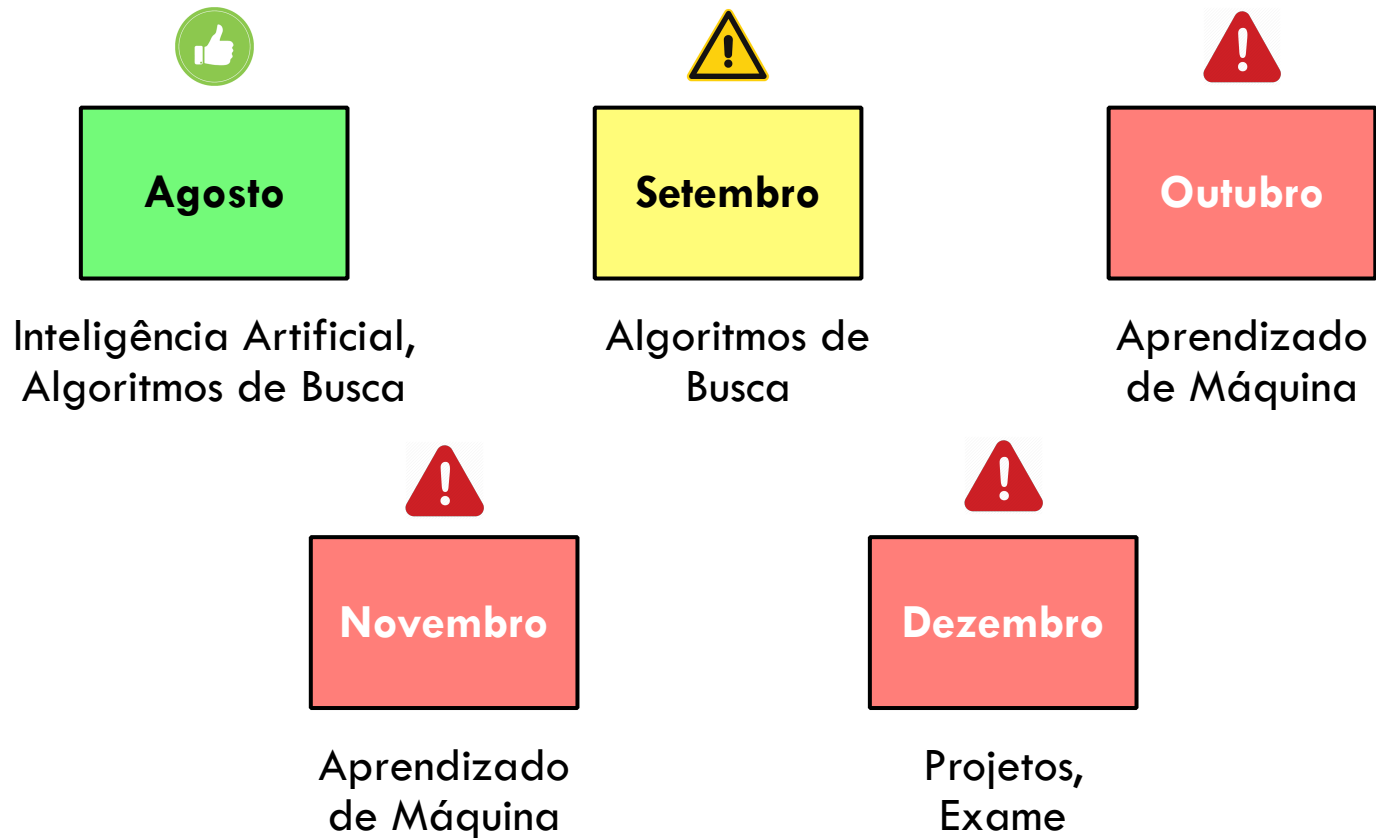 Agosto
Inteligência Artificial,
Algoritmos de Busca
Setembro
Algoritmos de
Busca
Outubro
Aprendizado
de Máquina
Novembro
Aprendizado
de Máquina
Dezembro
Projetos,
Exame